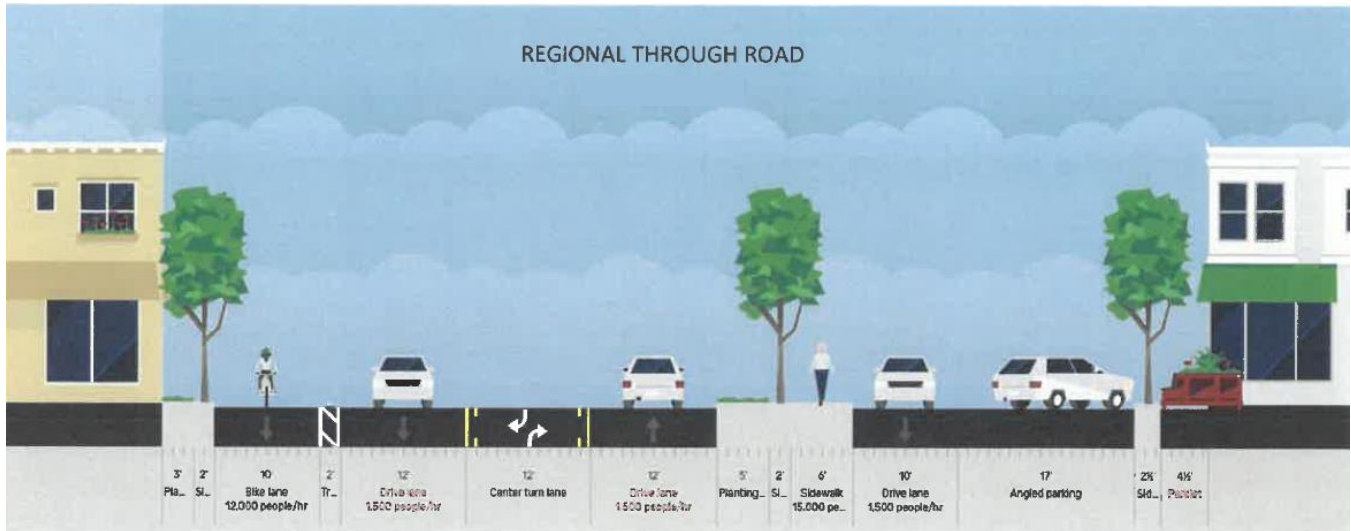 REGIONAL THROUGH ROAD
3' 2' 10' 2' 12' 12' 12' 5' 2' 6' 10' 17' 2½' 4½'
Pla... Si... Bike lane Tr... Drive lane Center turn lane Drive lane Planting... Si... Sidewalk Drive lane Angled parking Sid... Parklet
12,000 people/hr 1,500 people/hr 1,500 people/hr 15,000 pe... 1,500 people/hr